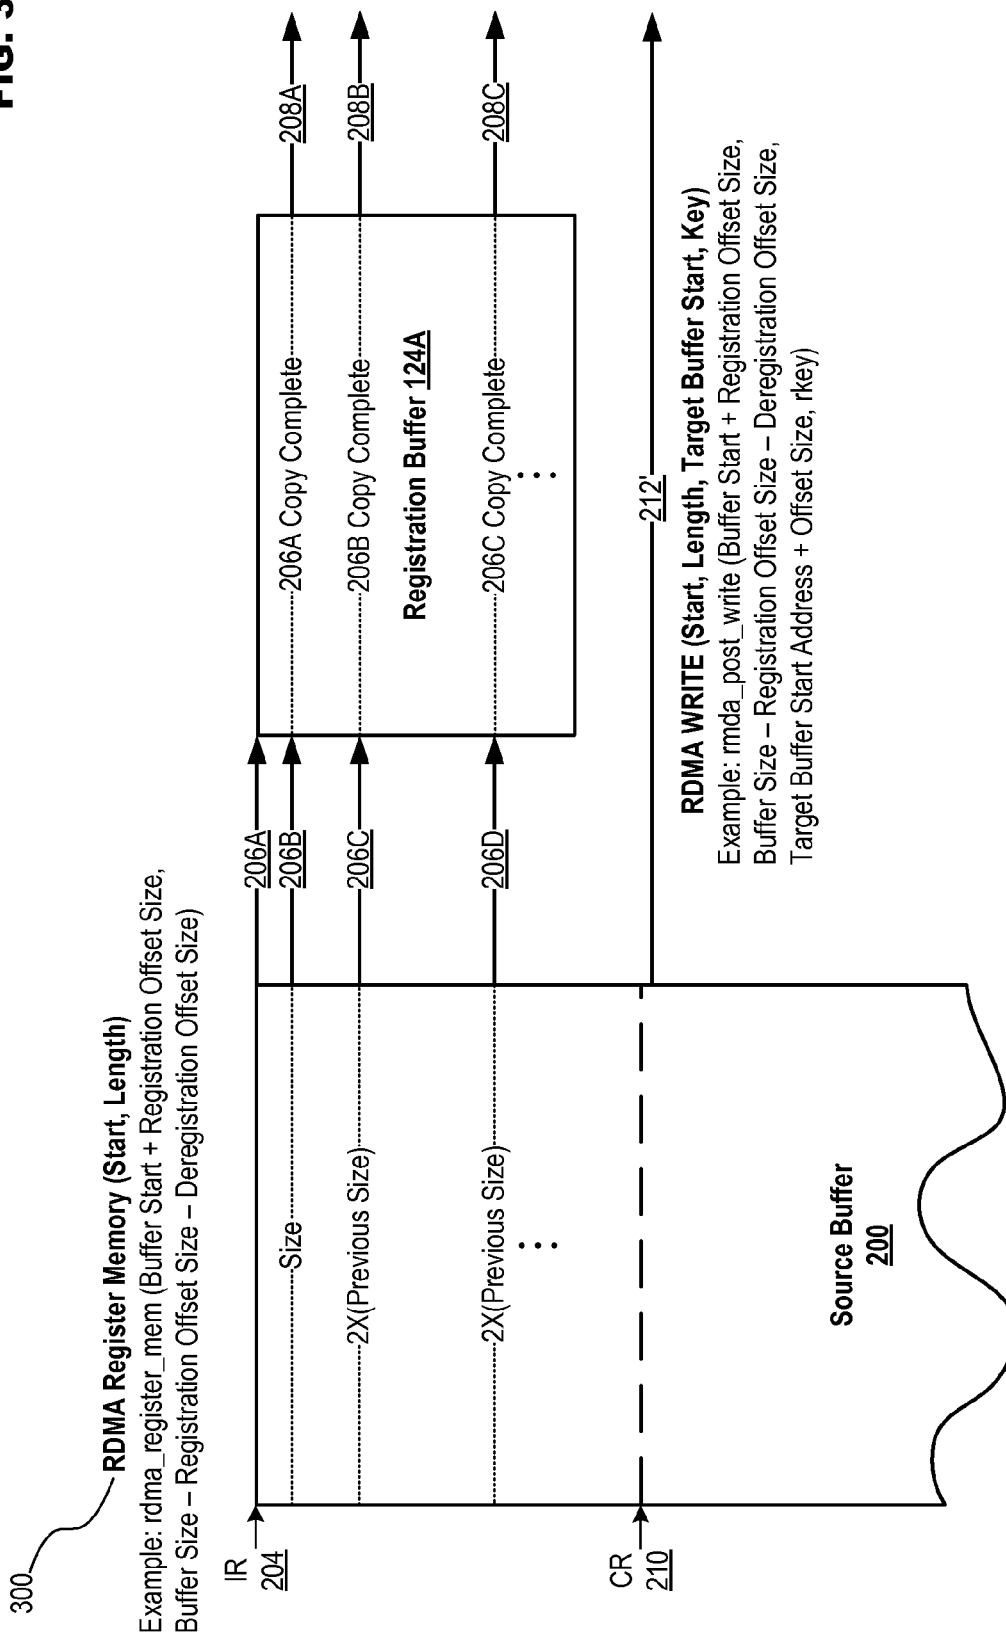 FIG. 3
300
RDMA Register Memory (Start, Length)
Example: rdma_register_mem (Buffer Start + Registration Offset Size,
Buffer Size – Registration Offset Size – Deregistration Offset Size)
IR
204
Size
2X(Previous Size)
2X(Previous Size)
CR
210
Source Buffer
200
206A
206B
206C
206D
206A Copy Complete
206B Copy Complete
Registration Buffer 124A
206C Copy Complete
208A
208B
208C
212'
RDMA WRITE (Start, Length, Target Buffer Start, Key)
Example: rmda_post_write (Buffer Start + Registration Offset Size,
Buffer Size – Registration Offset Size – Deregistration Offset Size,
Target Buffer Start Address + Offset Size, rkey)